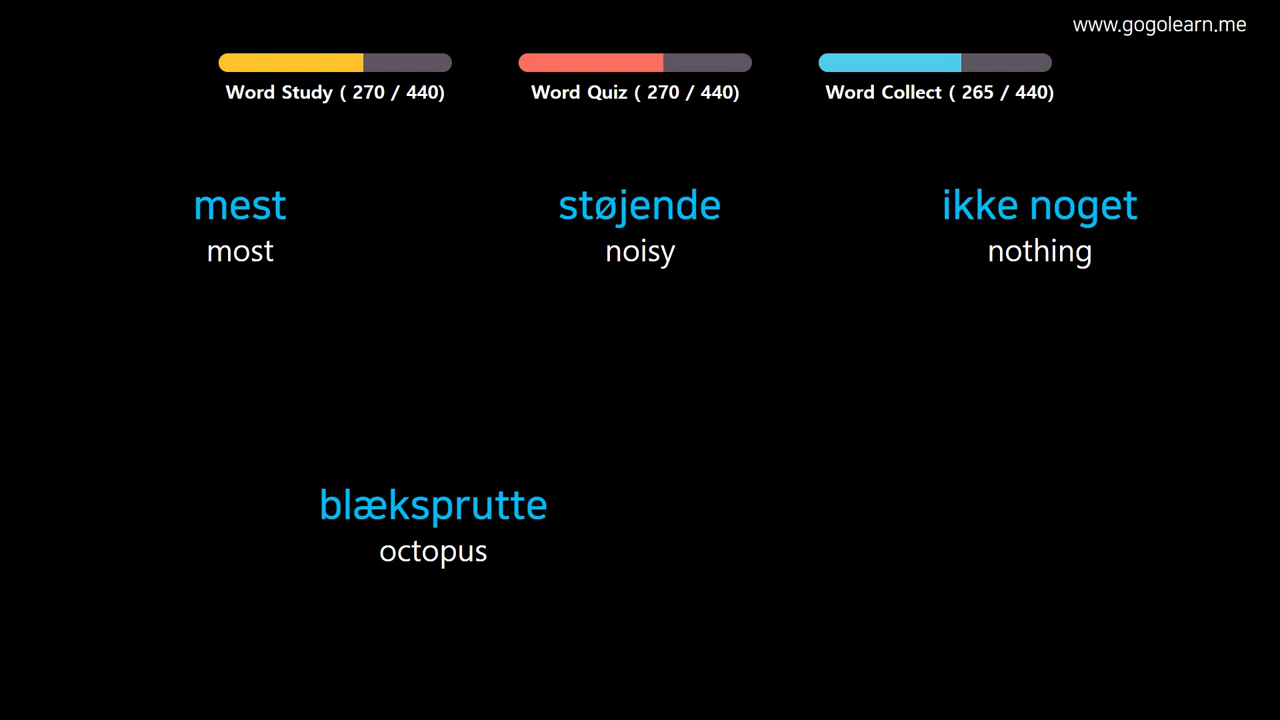 www.gogolearn.me
Word Study ( 270 / 440)
Word Quiz ( 270 / 440)
Word Collect ( 265 / 440)
mest
most
støjende
noisy
ikke noget
nothing
blæksprutte
octopus